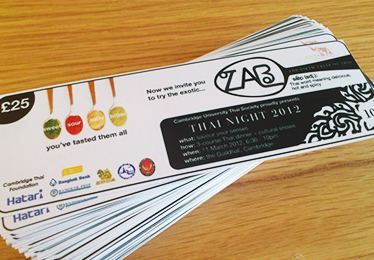 £25
sweet
sour
salty
you've tasted them all
Now we invite you
to try the exotic...
ZAB
Thai word meaning delicious,
hot and spicy
Cambridge University Thai Society proudly presents
THAI NIGHT 2012
what: savour your senses
how: 3-course Thai dinner + cultural shows
when: 11 March 2012, 6:30 - 10pm
where: the Guildhall, Cambridge
Cambridge Thai
Foundation
Hatari
Bangkok Bank
Hatari